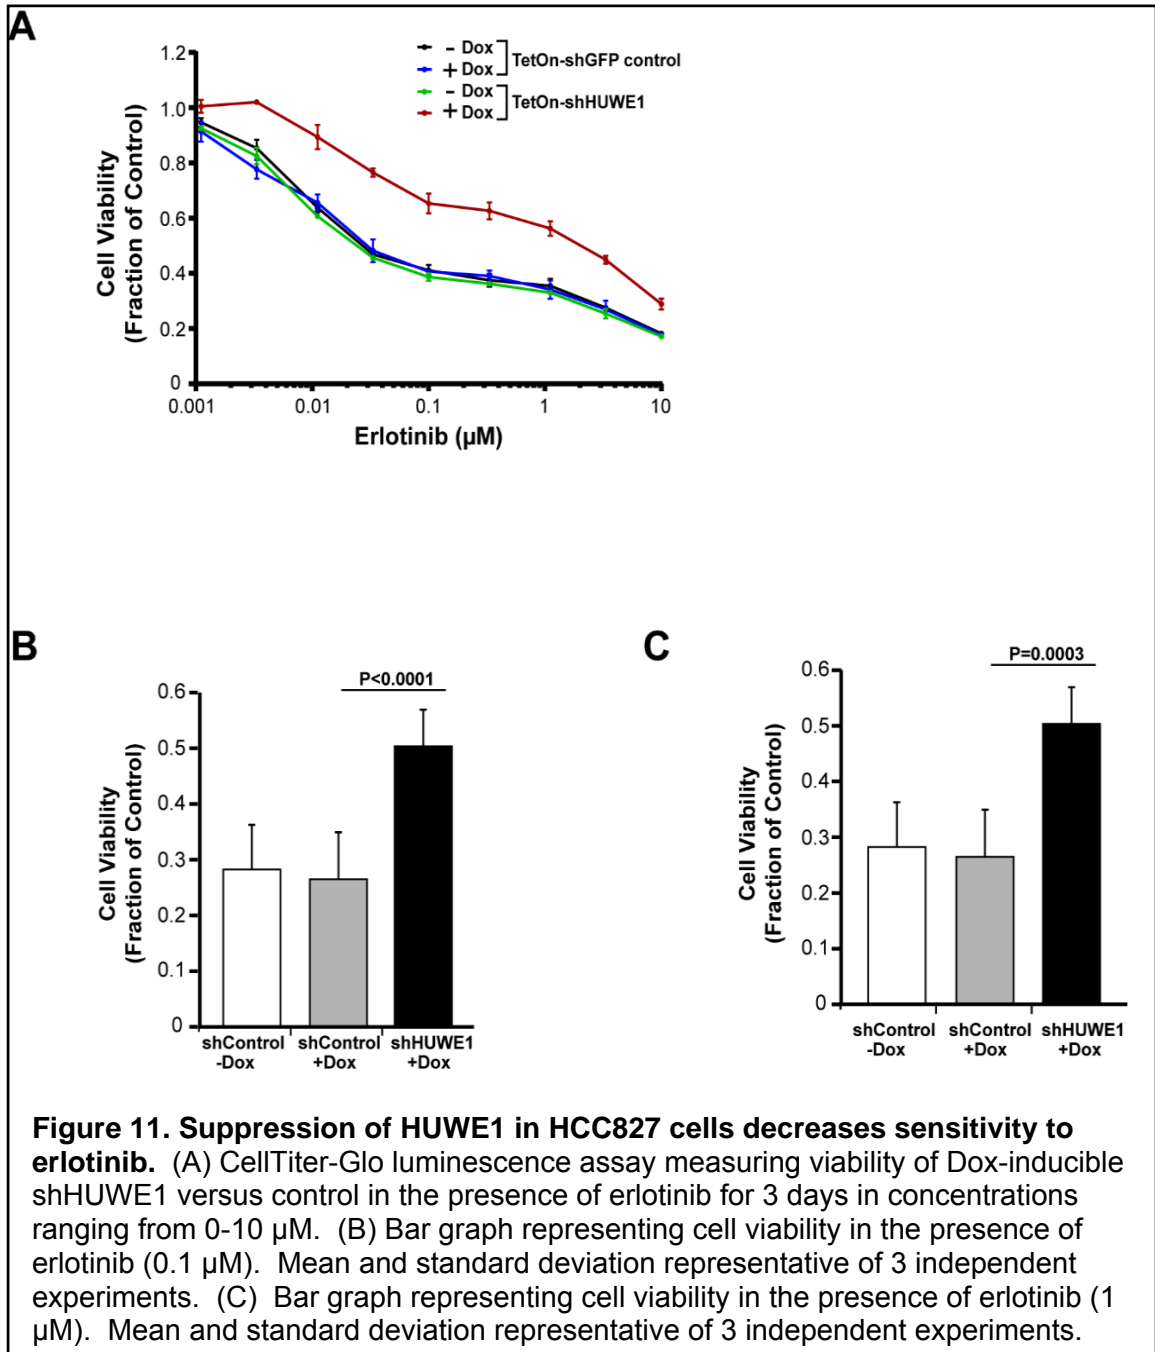 A
- Dox
+ Dox
TetOn-shGFP control
- Dox
+ Dox
TetOn-shHUWE1
Cell Viability
(Fraction of Control)
1.2
1.0
0.8
0.6
0.4
0.2
0
0.001 0.01 0.1 1 10
Erlotinib (µM)
B
P<0.0001
Cell Viability
(Fraction of Control)
0.6
0.5
0.4
0.3
0.2
0.1
0
shControl shControl shHUWE1
-Dox +Dox +Dox
C
P=0.0003
Cell Viability
(Fraction of Control)
0.6
0.5
0.4
0.3
0.2
0.1
0
shControl shControl shHUWE1
-Dox +Dox +Dox
Figure 11. Suppression of HUWE1 in HCC827 cells decreases sensitivity to
erlotinib. (A) CellTiter-Glo luminescence assay measuring viability of Dox-inducible
shHUWE1 versus control in the presence of erlotinib for 3 days in concentrations
ranging from 0-10 µM. (B) Bar graph representing cell viability in the presence of
erlotinib (0.1 µM). Mean and standard deviation representative of 3 independent
experiments. (C) Bar graph representing cell viability in the presence of erlotinib (1
µM). Mean and standard deviation representative of 3 independent experiments.